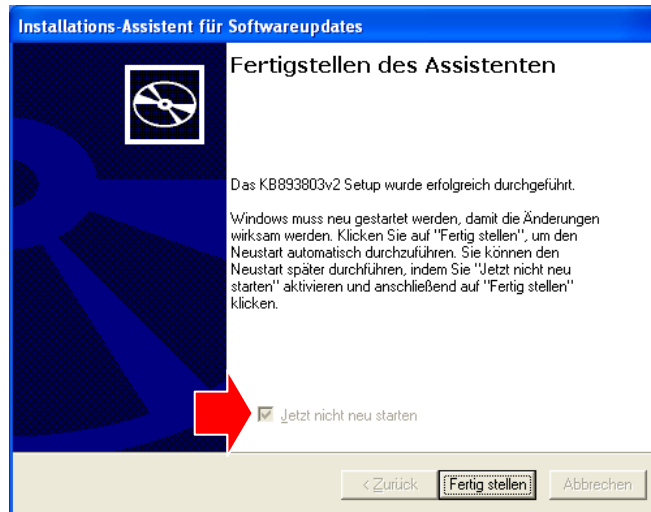 Installations-Assistent für Softwareupdates
Fertigstellen des Assistenten
Das KB893803v2 Setup wurde erfolgreich durchgeführt.
Windows muss neu gestartet werden, damit die Änderungen
wirksam werden. Klicken Sie auf "Fertig stellen", um den
Neustart automatisch durchzuführen. Sie können den
Neustart später durchführen, indem Sie "Jetzt nicht neu
starten" aktivieren und anschließend auf "Fertig stellen"
klicken.
Jetzt nicht neu starten
< Zurück Fertig stellen Abbrechen